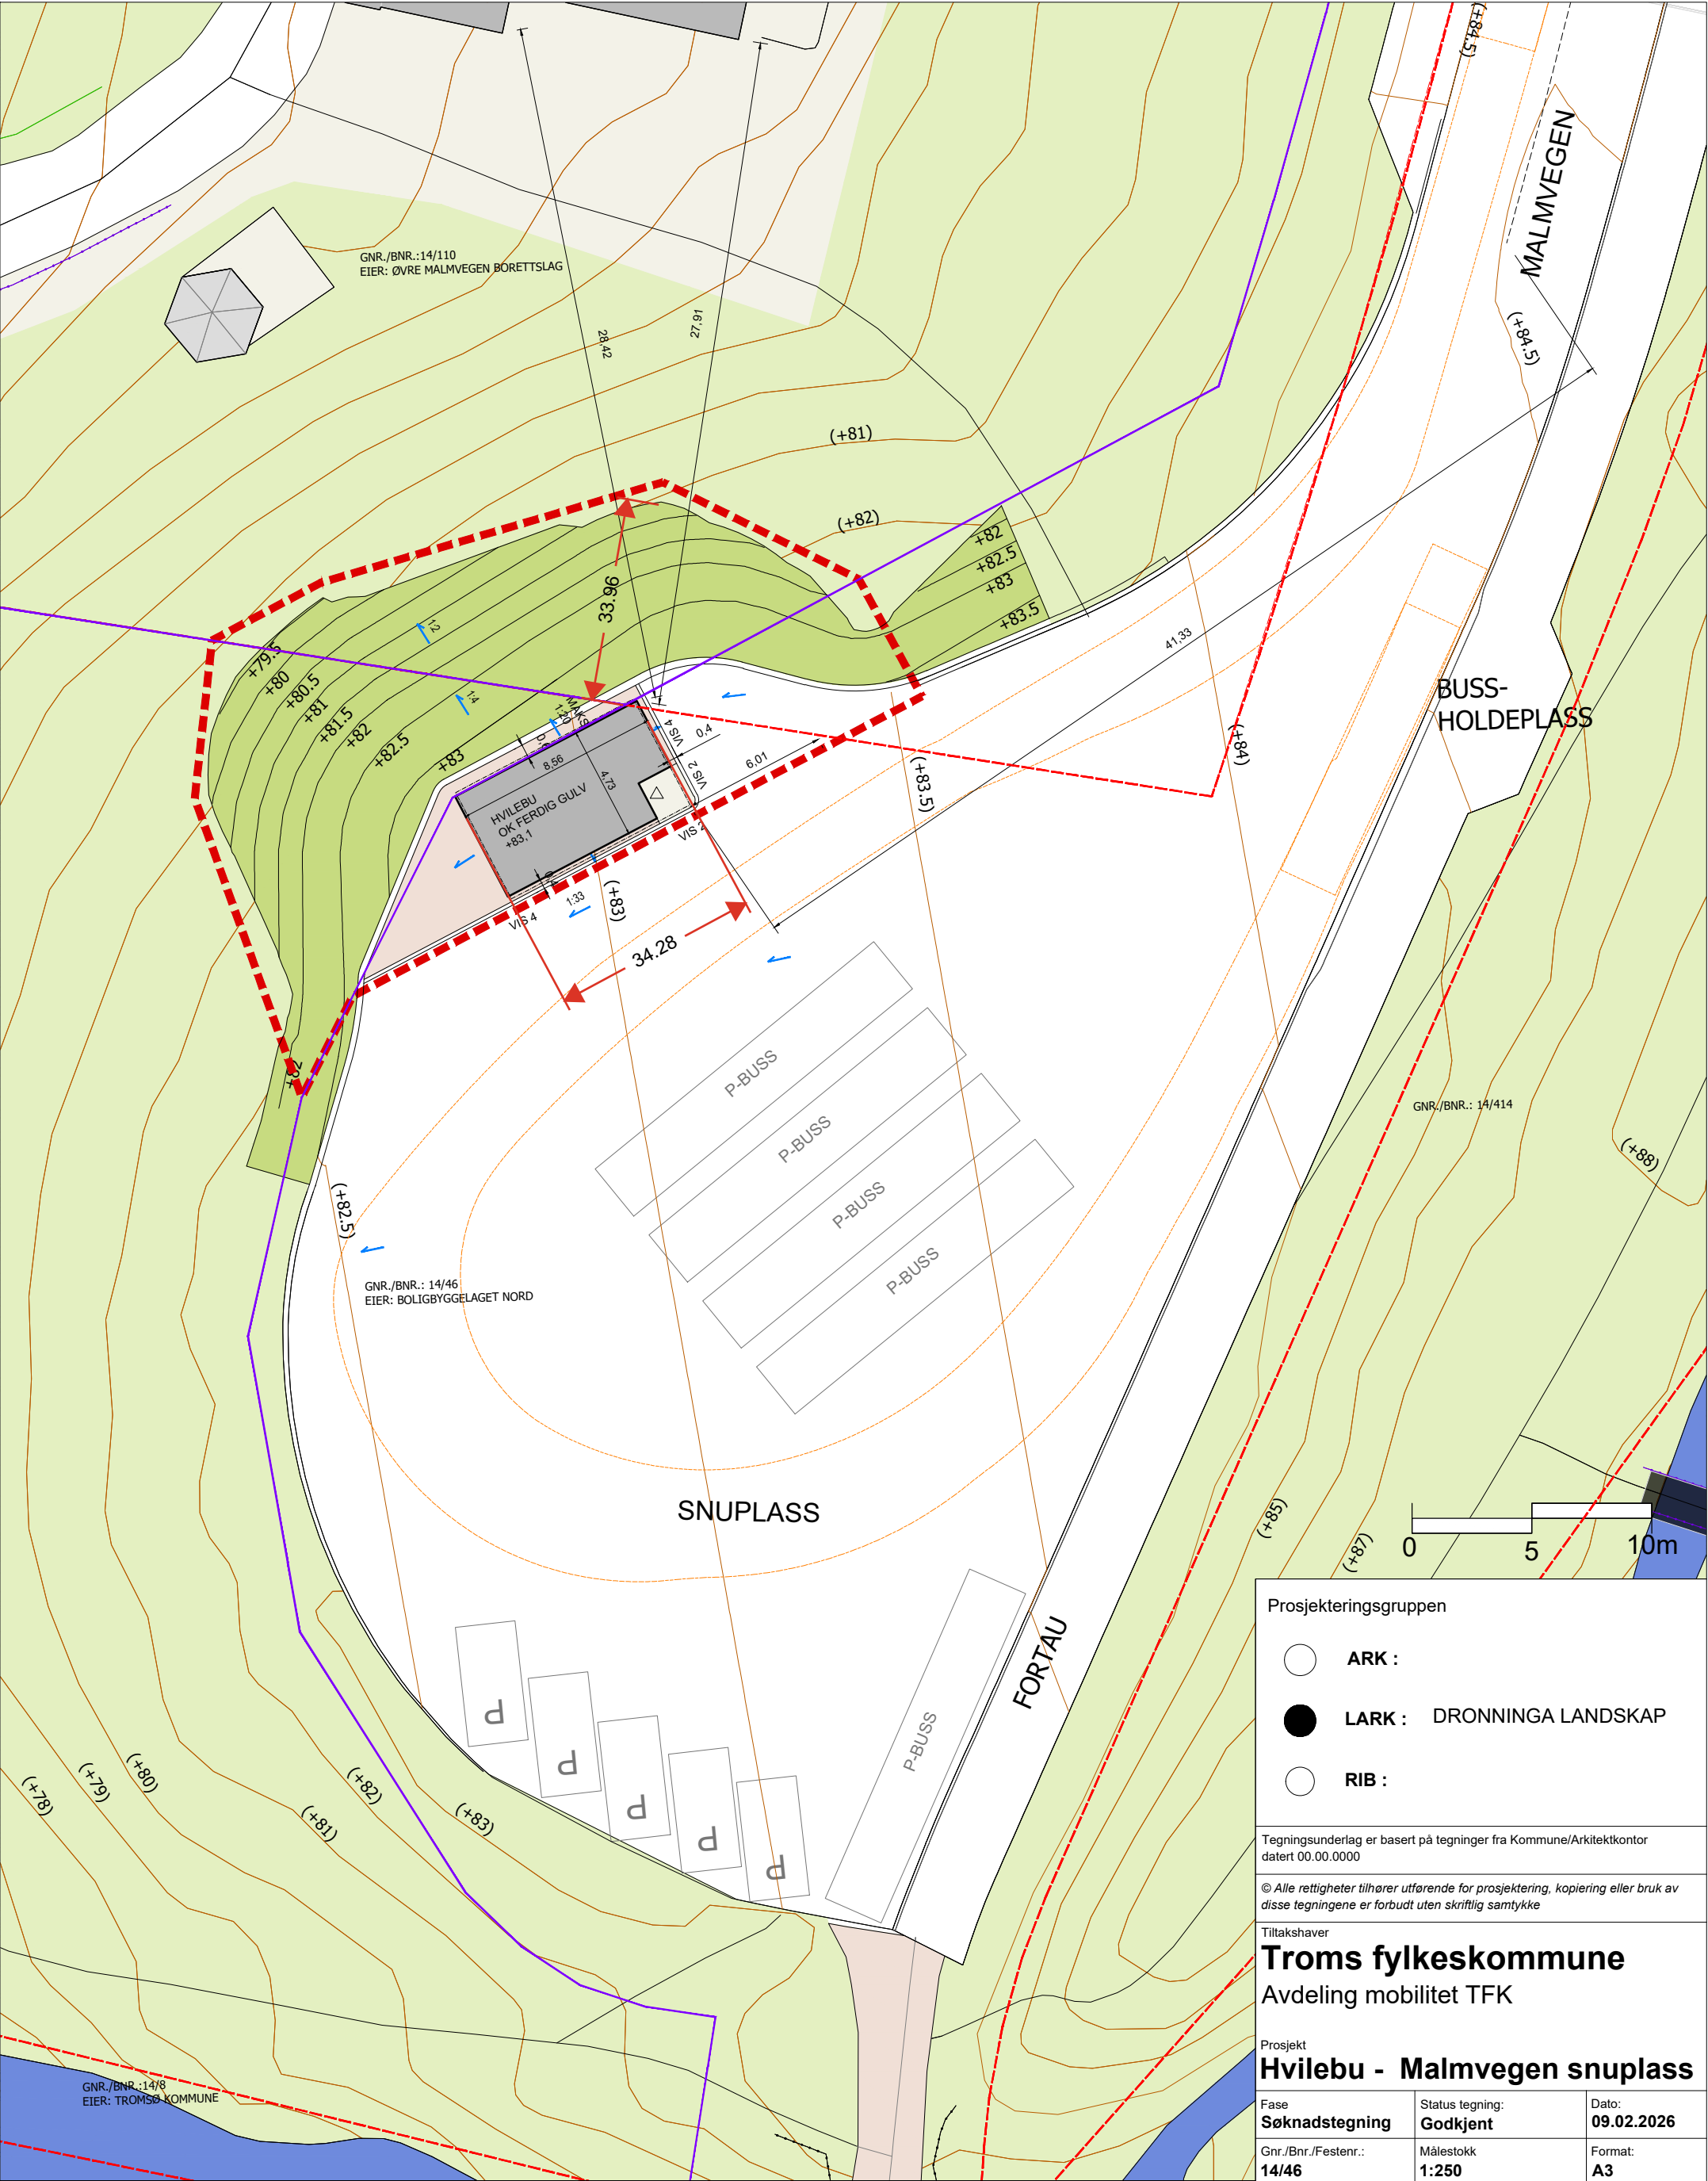 (+84.5)
MALMVEGEN
GNR./BNR.:14/110
EIER: ØVRE MALMVEGEN BORETTSLAG
28,42
27,91
(+84.5)
(+81)
(+82)
+82
+82.5
+83
+83.5
33.96
1:2
41,33
+79.5
+80
+80.5
+81
+81.5
+82
+82.5
+83
1:4
MAKS
1:20
8,56
4,73
VIS 4
0.4
VIS 2
6,01
BUSS-
HOLDEPLASS
(+84)
(+83.5)
HVILEBU
OK FERDIG GULV
+83,1
VIS 2
VIS 4
1:33
(+83)
34.28
P-BUSS
P-BUSS
P-BUSS
P-BUSS
+82
GNR./BNR.: 14/414
(+88)
(+82.5)
GNR./BNR.: 14/46
EIER: BOLIGBYGGELAGET NORD
SNUPLASS
(+85)
(+87)
0
5
10m
FORTAU
P-BUSS
P
P
P
P
P
(+78)
(+79)
(+80)
(+81)
(+82)
(+83)
GNR./BNR.:14/8
EIER: TROMSØ KOMMUNE
Prosjekteringsgruppen
ARK :
LARK : DRONNINGA LANDSKAP
RIB :
Tegningsunderlag er basert på tegninger fra Kommune/Arkitektkontor
datert 00.00.0000
© Alle rettigheter tilhører utførende for prosjektering, kopiering eller bruk av
disse tegningene er forbudt uten skriftlig samtykke
Tiltakshaver
Troms fylkeskommune
Avdeling mobilitet TFK
Prosjekt
Hvilebu - Malmvegen snuplass
Fase
Søknadstegning
Status tegning:
Godkjent
Dato:
09.02.2026
Gnr./Bnr./Festenr.:
14/46
Målestokk
1:250
Format:
A3